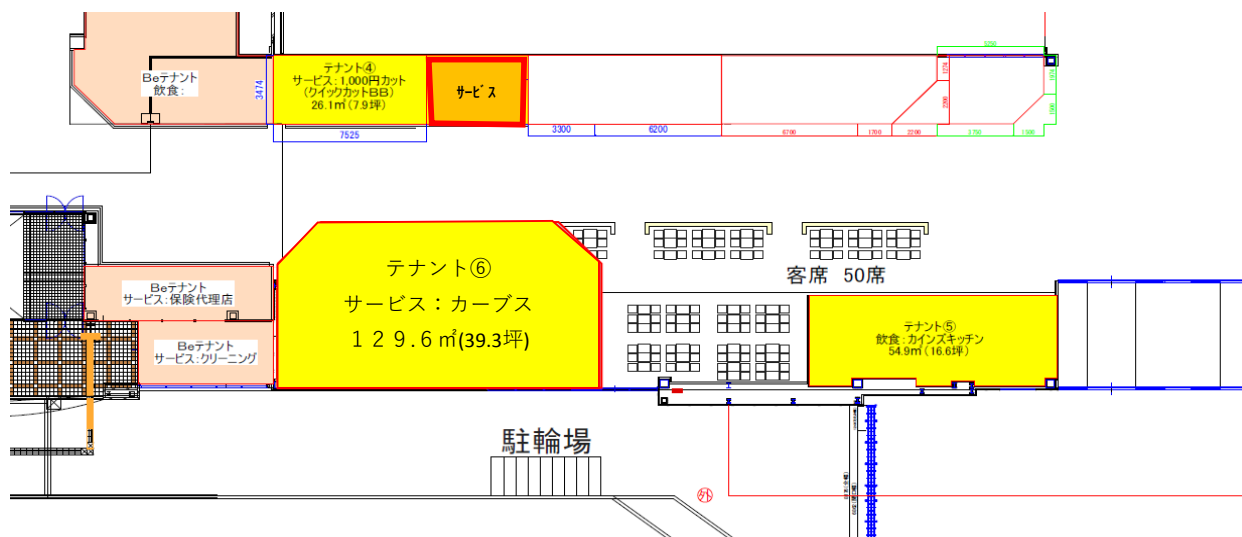 Beテナント
飲食：
3474
テナント④
サービス：1,000円カット
(クイックカットBB)
26.1㎡(7.9坪)
7525
サービス
3300
6200
6700
1700
2200
1274
2200
3750
1500
Beテナント
サービス：保険代理店
Beテナント
サービス：クリーニング
テナント⑥
サービス：カーブス
１２９.６㎡(39.3坪)
客席 50席
テナント⑤
飲食：カインズキッチン
54.9㎡(16.6坪)
駐輪場
外